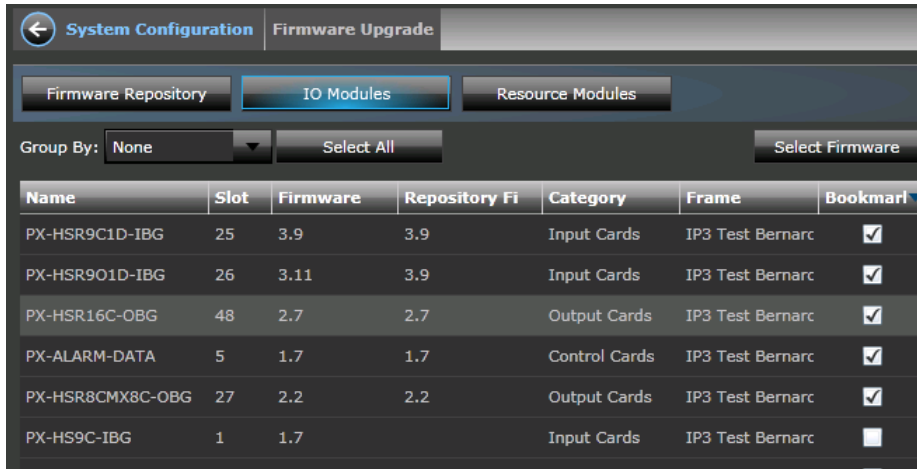 System Configuration Firmware Upgrade
Firmware Repository IO Modules Resource Modules
Group By: None Select All Select Firmware
Name Slot Firmware Repository Fi Category Frame Bookmarl
PX-HSR9C1D-IBG 25 3.9 3.9 Input Cards IP3 Test Bernarc
PX-HSR9O1D-IBG 26 3.11 3.9 Input Cards IP3 Test Bernarc
PX-HSR16C-OBG 48 2.7 2.7 Output Cards IP3 Test Bernarc
PX-ALARM-DATA 5 1.7 1.7 Control Cards IP3 Test Bernarc
PX-HSR8CMX8C-OBG 27 2.2 2.2 Output Cards IP3 Test Bernarc
PX-HS9C-IBG 1 1.7 Input Cards IP3 Test Bernarc